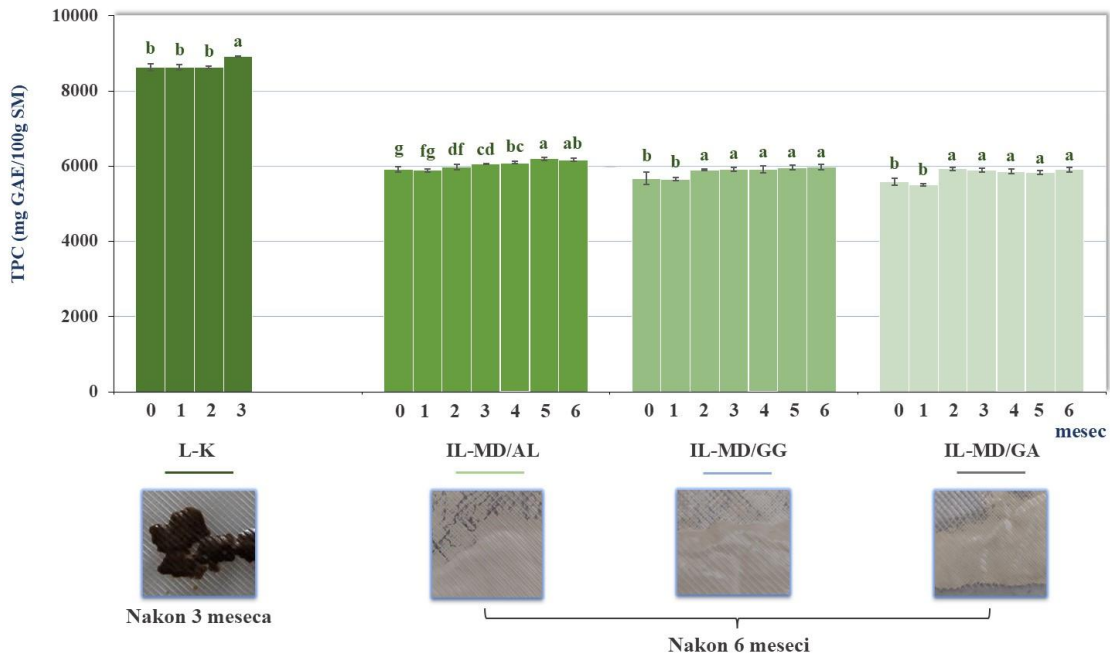 TPC (mg GAE/100g SM)
10000
8000
6000
4000
2000
0
b b b a
g fg df cd bc a ab
b b a a a a a
b b a a a a a
0 1 2 3
0 1 2 3 4 5 6
0 1 2 3 4 5 6
0 1 2 3 4 5 6
mesec
L-K
IL-MD/AL
IL-MD/GG
IL-MD/GA
Nakon 3 meseca
Nakon 6 meseci